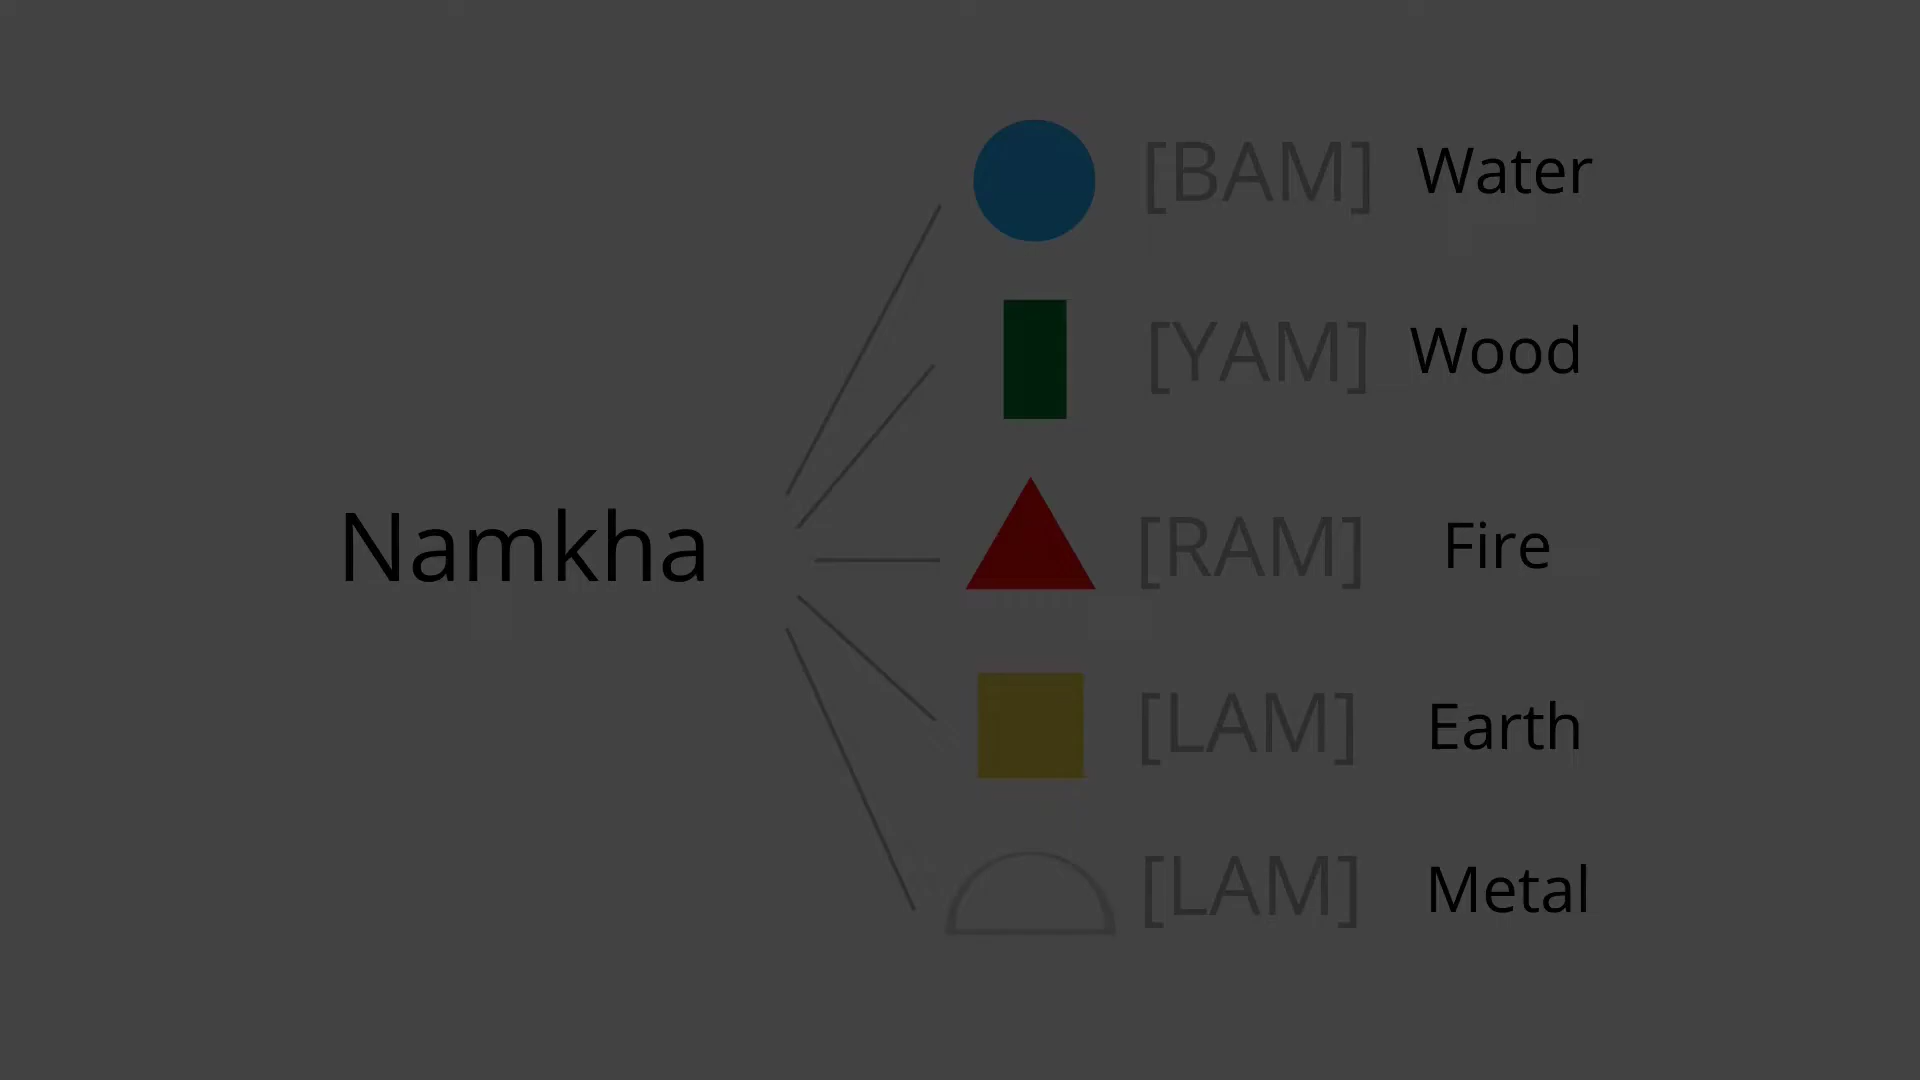 [BAM] Water
[YAM] Wood
Namkha
[RAM] Fire
[LAM] Earth
[LAM] Metal